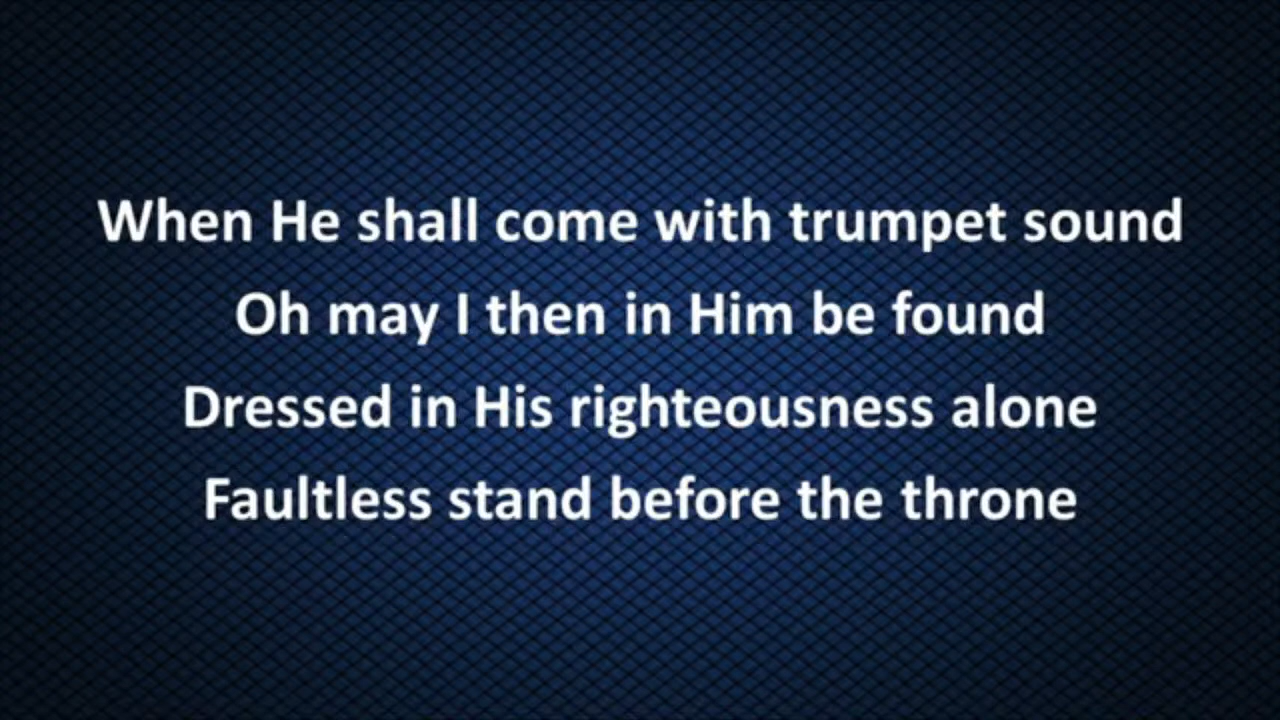 When He shall come with trumpet sound
Oh may I then in Him be found
Dressed in His righteousness alone
Faultless stand before the throne